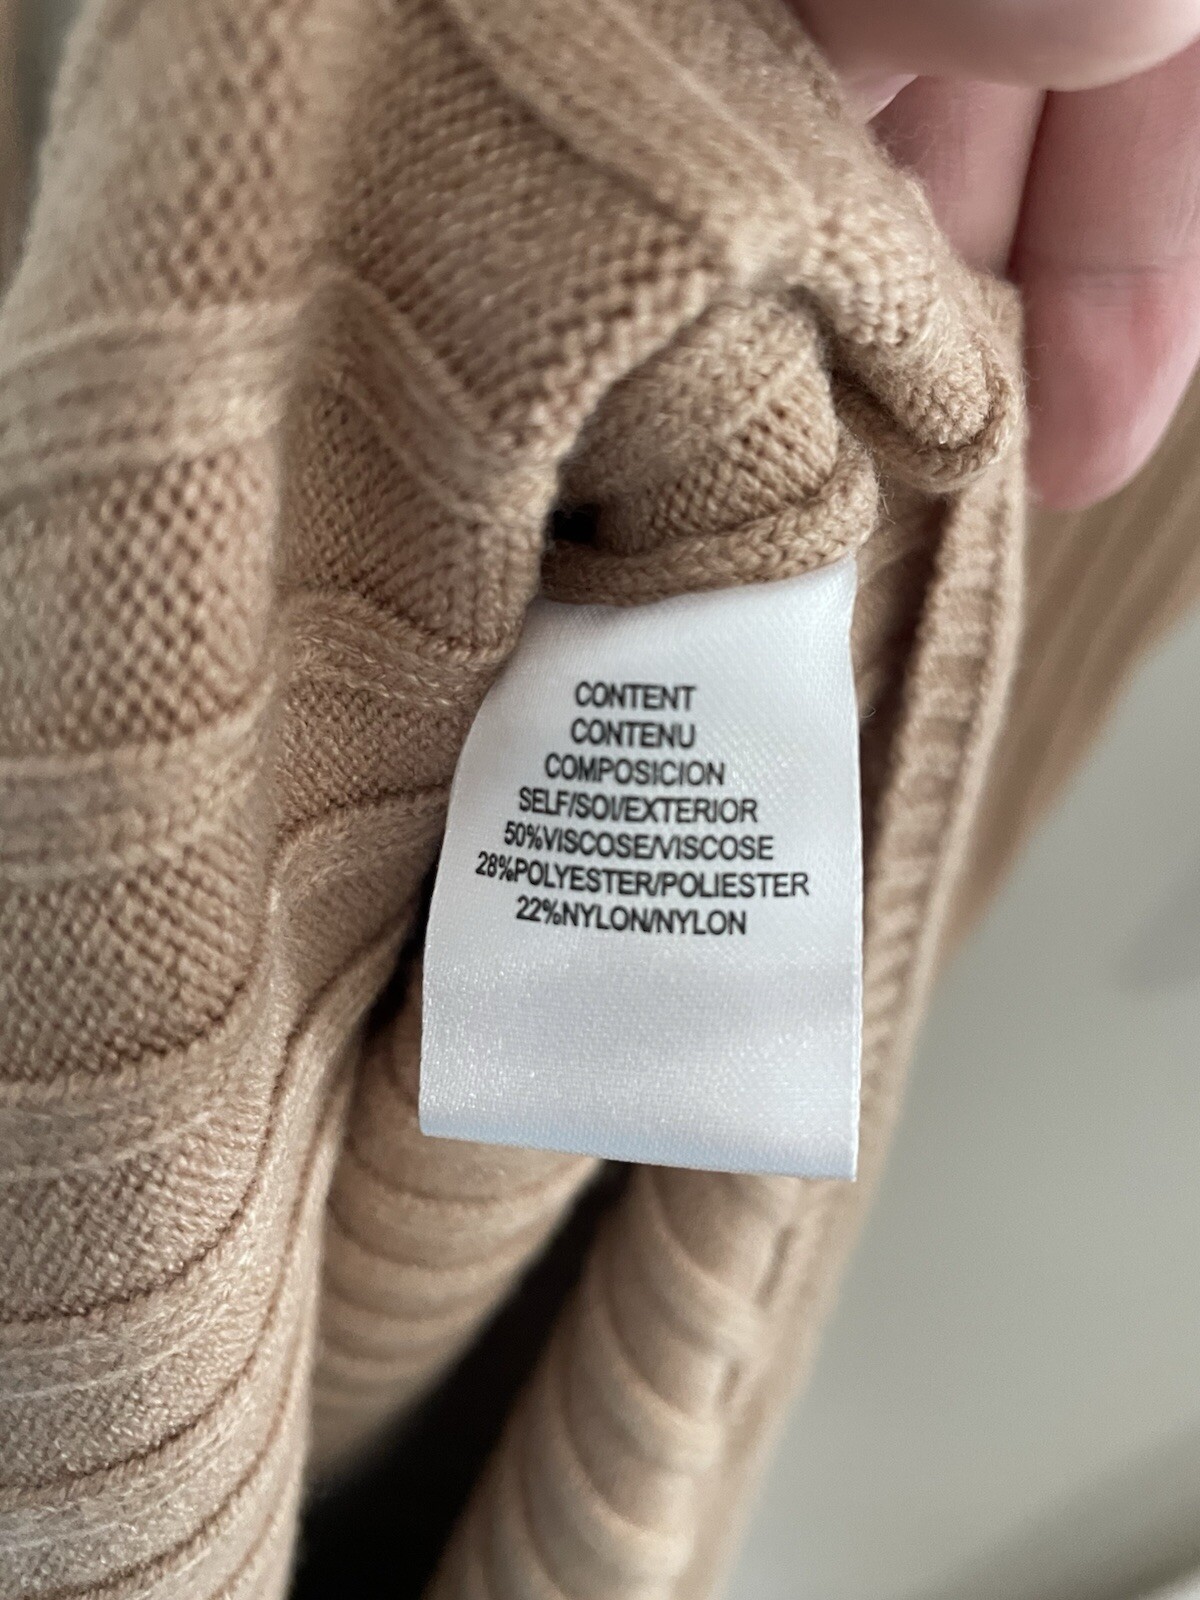 CONTENT
CONTENU
COMPOSICION
SELF/SOI/EXTERIOR
50%VISCOSE/VISCOSE
28%POLYESTER/POLIESTER
22%NYLON/NYLON